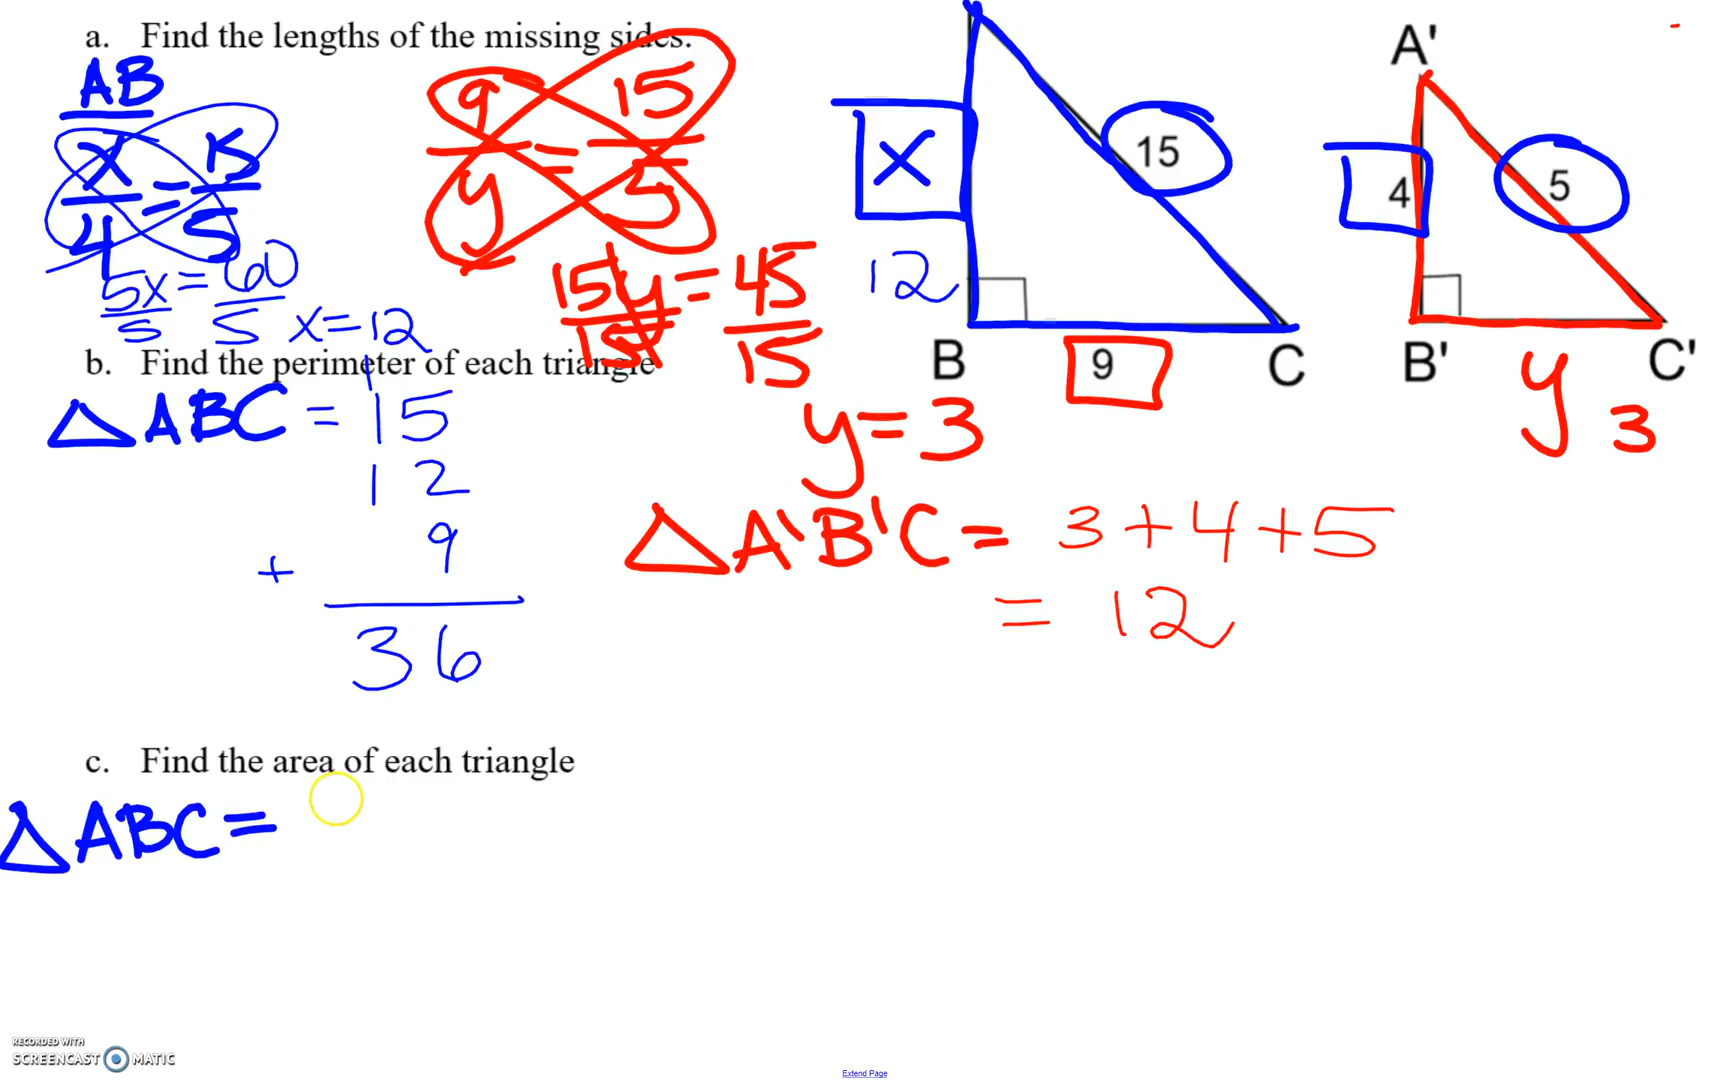 a. Find the lengths of the missing sides.
AB
x/4 = 15/5
5x/5 = 60/5
x=12
9/y = 15/5
15y/15 = 45/15
y=3
X
12
15
B
9
C
A'
4
5
B'
y 3
C'
b. Find the perimeter of each triangle
△ABC = 15
1
12
+ 9
36
△A'B'C = 3+4+5
= 12
c. Find the area of each triangle
△ABC=
RECORDED WITH
SCREENCAST MATIC
Extend Page